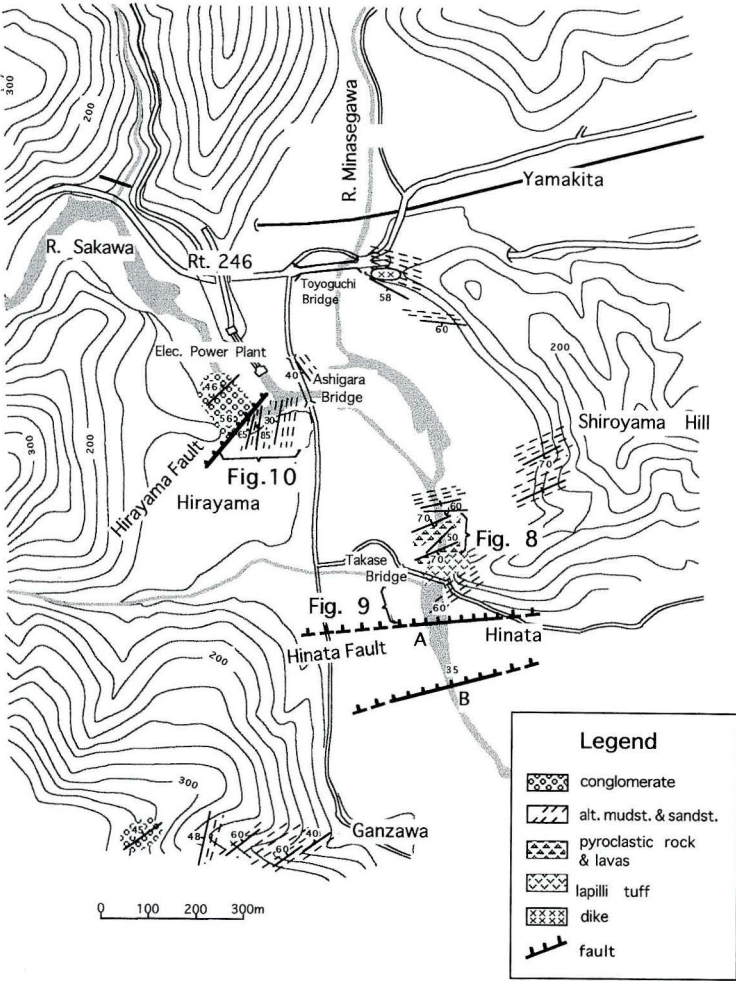 300
200
R. Minasegawa
Yamakita
R. Sakawa
Rt. 246
Toyoguchi
Bridge
58
60
Elec. Power Plant
200
46
40
Ashigara
Bridge
Shiroyama Hill
56
30
65
85
300
200
Hirayama Fault
Fig.10
70
Hirayama
60
70
50
Fig. 8
70
Takase
Bridge
Fig. 9
60
A
Hinata
Hinata Fault
200
35
B
Legend
conglomerate
300
alt. mudst. & sandst.
45
48
60
60
40
Ganzawa
pyroclastic rock
& lavas
lapilli tuff
dike
fault
0 100 200 300m